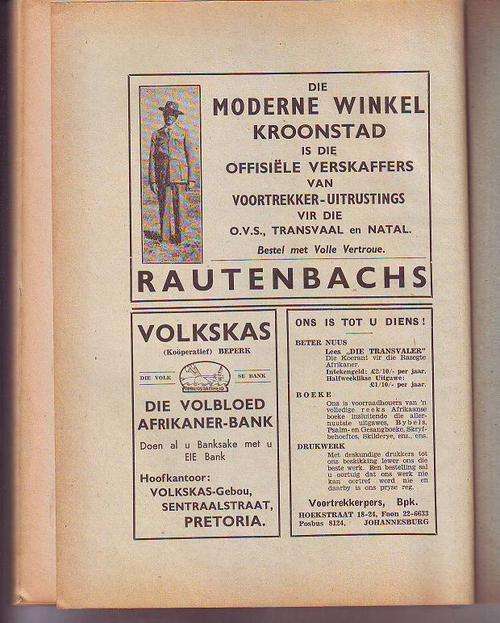 DIE
MODERNE WINKEL
KROONSTAD
IS DIE
OFFISIËLE VERSKAFFERS
VAN
VOORTREKKER-UITRUSTINGS
VIR DIE
O.V.S., TRANSVAAL en NATAL.
Bestel met Volle Vertroue.
RAUTENBACHS
VOLKSKAS
(Koöperatief) BEPERK
DIE VOLK SE BANK
DIE VOLBLOED
AFRIKANER-BANK
Doen al u Banksake met u
EIE Bank
Hoofkantoor:
VOLKSKAS-Gebou,
SENTRAALSTRAAT,
PRETORIA.
ONS IS TOT U DIENS!
BETER NUUS
Lees „DIE TRANSVALER”
Die Koerant vir die Rasegte
Afrikaner.
Intekengeld: £2/10/- per jaar.
Halfweeklikse Uitgawe:
£1/10/- per jaar.
BOEKE
Ons is voorraadhouers van 'n
volledige reeks Afrikaanse
boeke insluitende die aller-
nuutste uitgawes, Bybels,
Psalm- en Gesangboeke, Skryf-
behoeftes, Skilderye, ens., ens.
DRUKWERK
Met deskundige drukkers tot
ons beskikking lewer ons die
beste werk. Een bestelling sal
u oortuig dat ons werk nie
kan oortref word nie en
daarby is ons pryse reg.
Voortrekkerpers, Bpk.
HOEKSTRAAT 18-24, Foon 22-8633
Posbus 8124, JOHANNESBURG